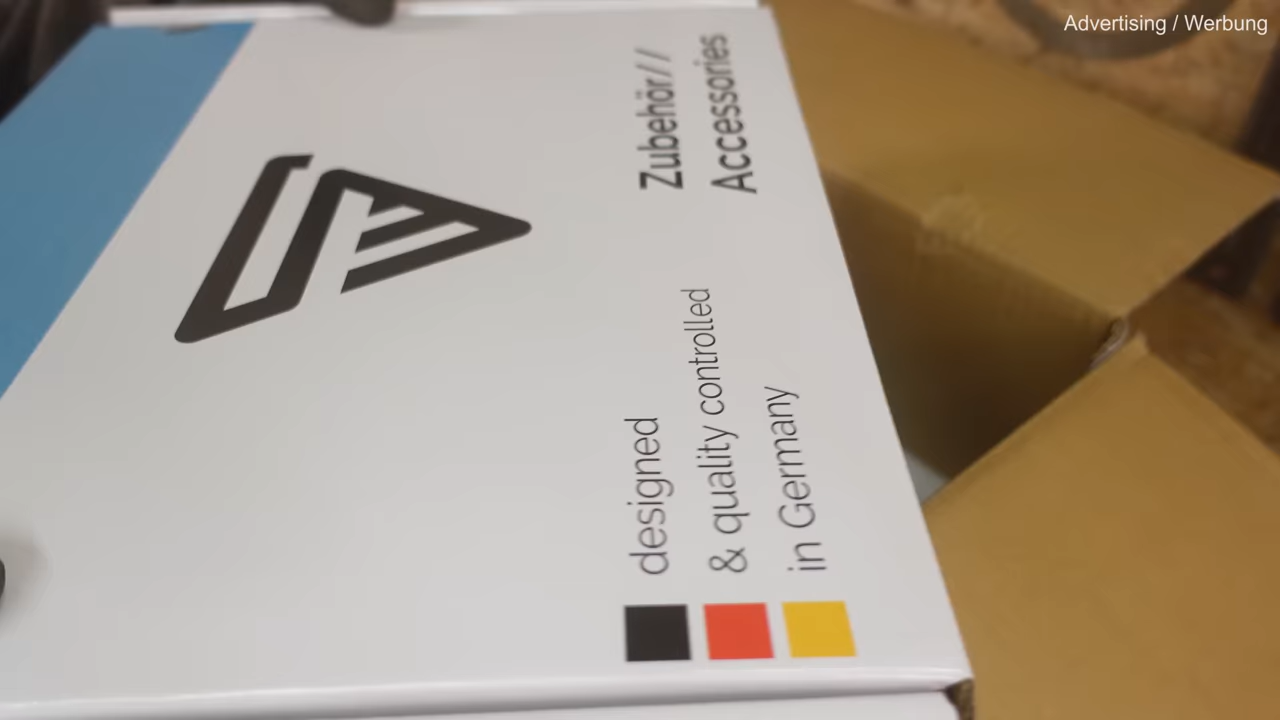 Advertising / Werbung
Zubehör//
Accessories
designed
& quality controlled
in Germany